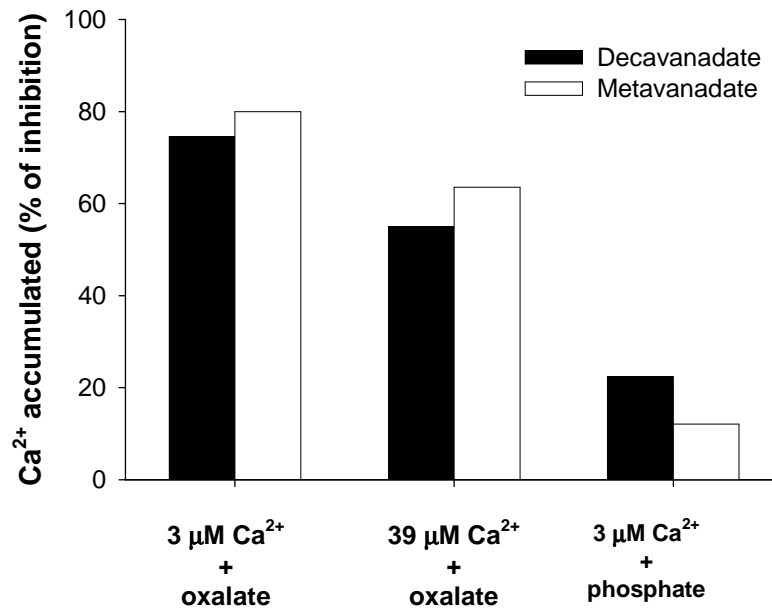 Ca²⁺ accumulated (% of inhibition)
100
80
60
40
20
0
Decavanadate
Metavanadate
3 μM Ca²⁺
+
oxalate
39 μM Ca²⁺
+
oxalate
3 μM Ca²⁺
+
phosphate